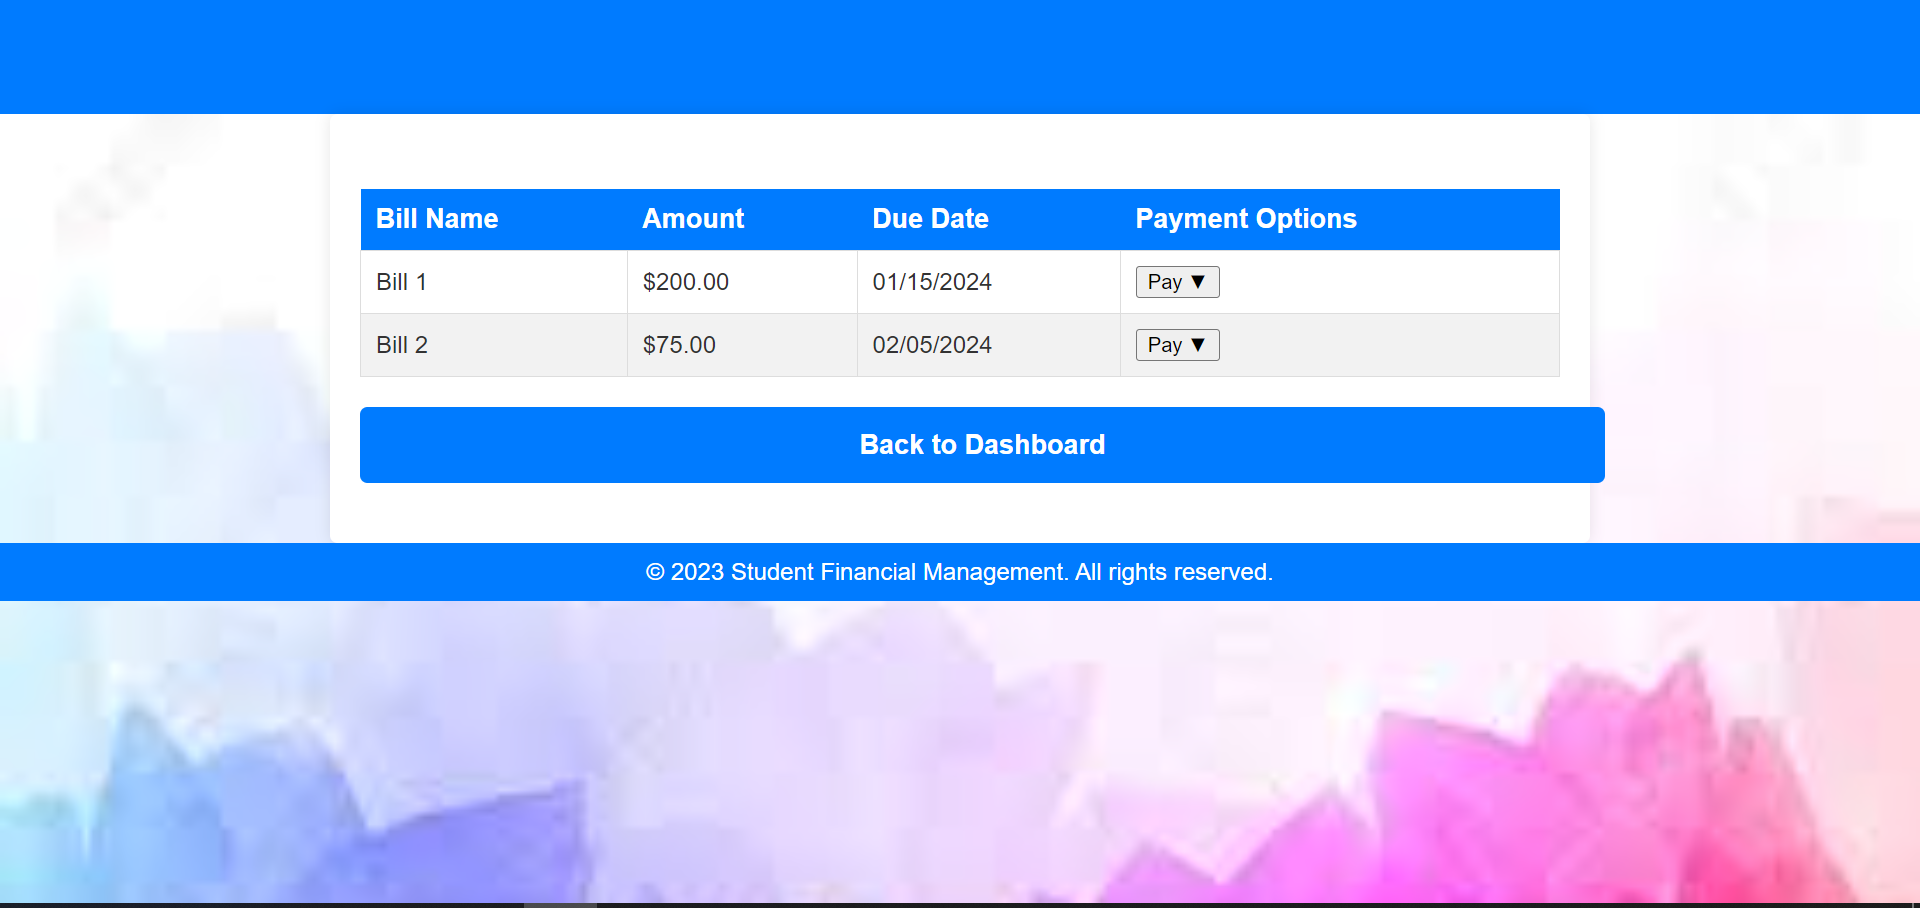 Bill Name Amount Due Date Payment Options
Bill 1 $200.00 01/15/2024 Pay ▼
Bill 2 $75.00 02/05/2024 Pay ▼
Back to Dashboard
© 2023 Student Financial Management. All rights reserved.